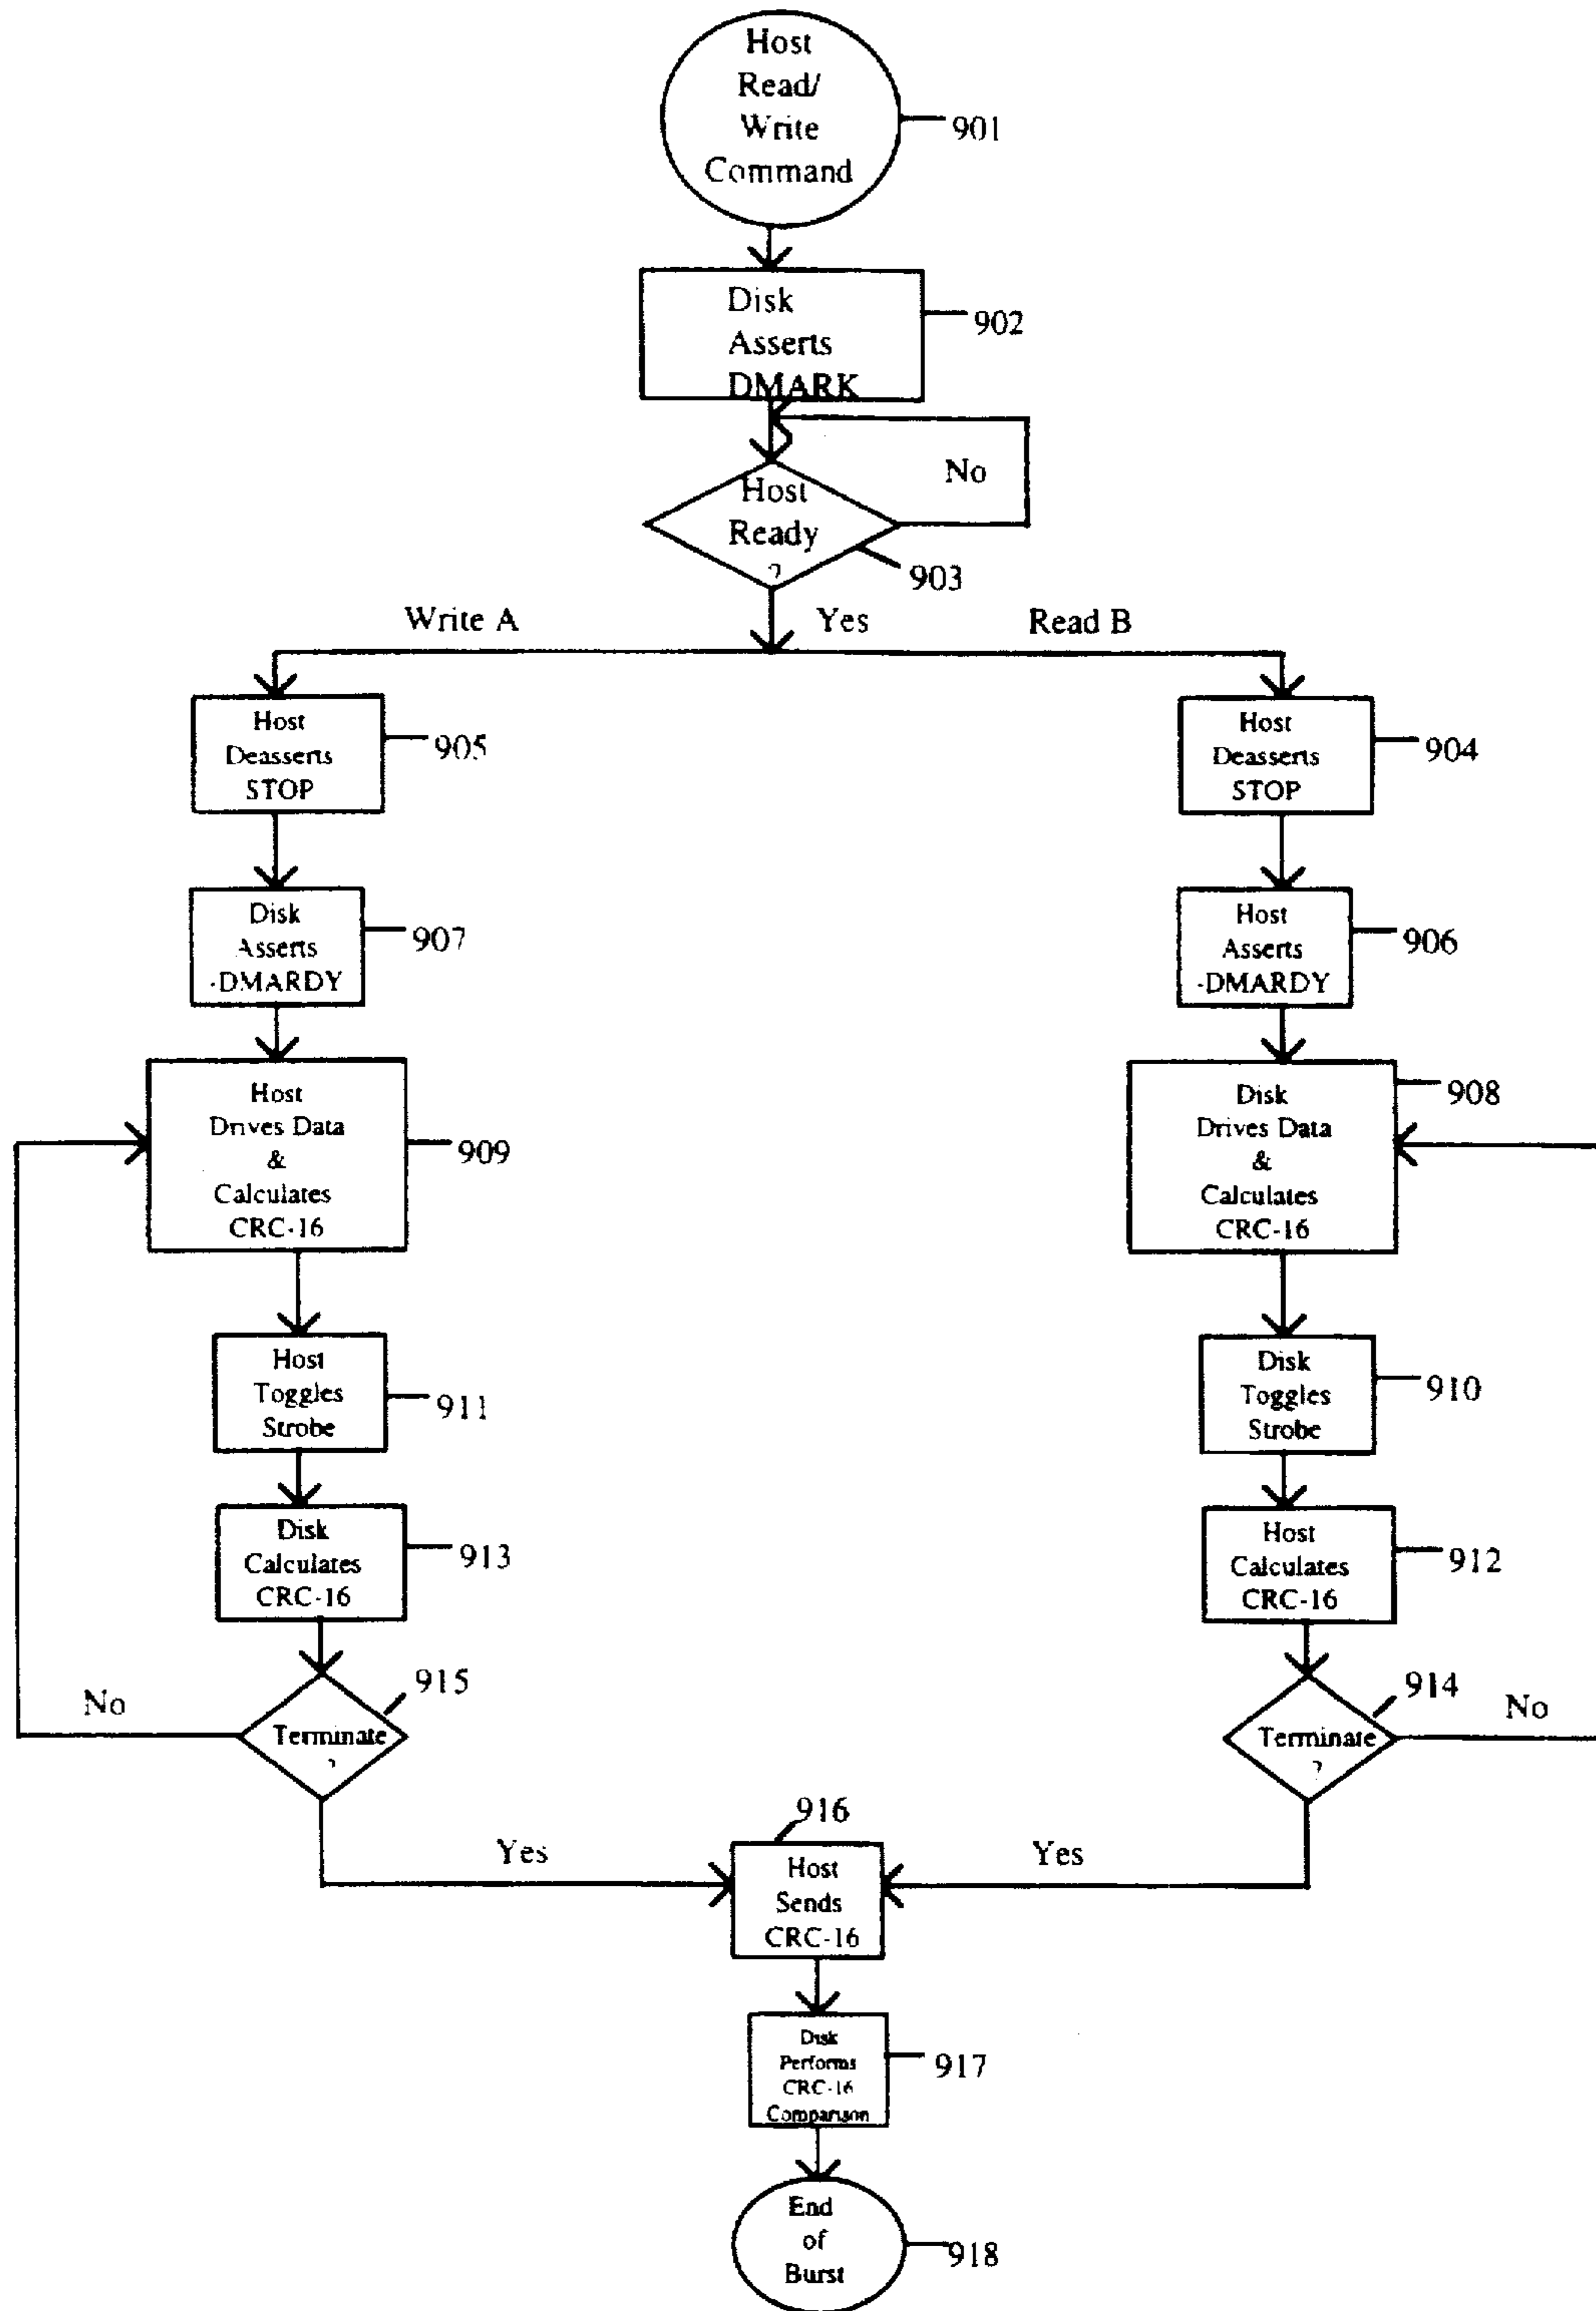 Host
Read/
Write
Command
901
Disk
Asserts
DMARK
902
No
Host
Ready
?
903
Write A
Yes
Read B
Host
Deasserts
STOP
905
Host
Deasserts
STOP
904
Disk
Asserts
-DMARDY
907
Host
Asserts
-DMARDY
906
Host
Drives Data
&
Calculates
CRC-16
909
Disk
Drives Data
&
Calculates
CRC-16
908
Host
Toggles
Strobe
911
Disk
Toggles
Strobe
910
Disk
Calculates
CRC-16
913
Host
Calculates
CRC-16
912
No
Terminate
?
915
Terminate
?
914
No
Yes
916
Host
Sends
CRC-16
Yes
Disk
Performs
CRC-16
Comparison
917
End
of
Burst
918